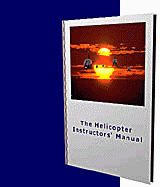 The Helicopter
Instructors' Manual